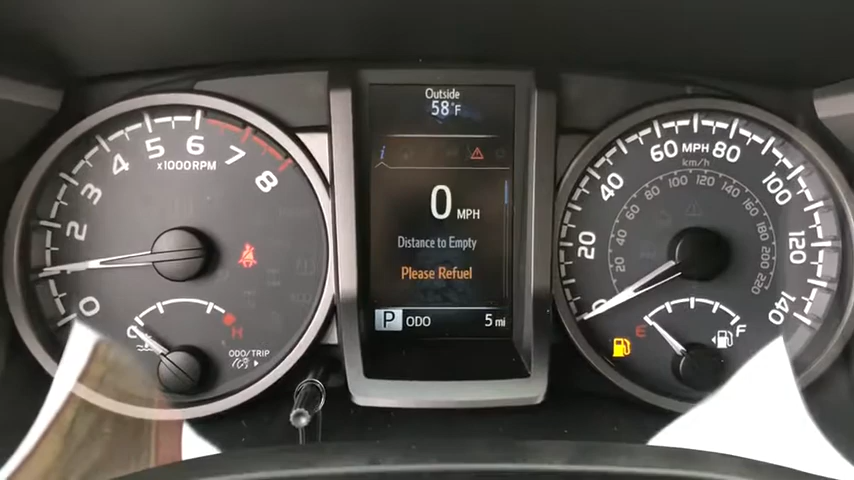 Outside
58°F
0 MPH
Distance to Empty
Please Refuel
P ODO 5 mi
0 1 2 3 4 5 6 7 8
x1000RPM
C H
ODO/TRIP
0 20 40 60 80 100 120 140
MPH
km/h
20 40 60 80 100 120 140 160 180 200 220
E F